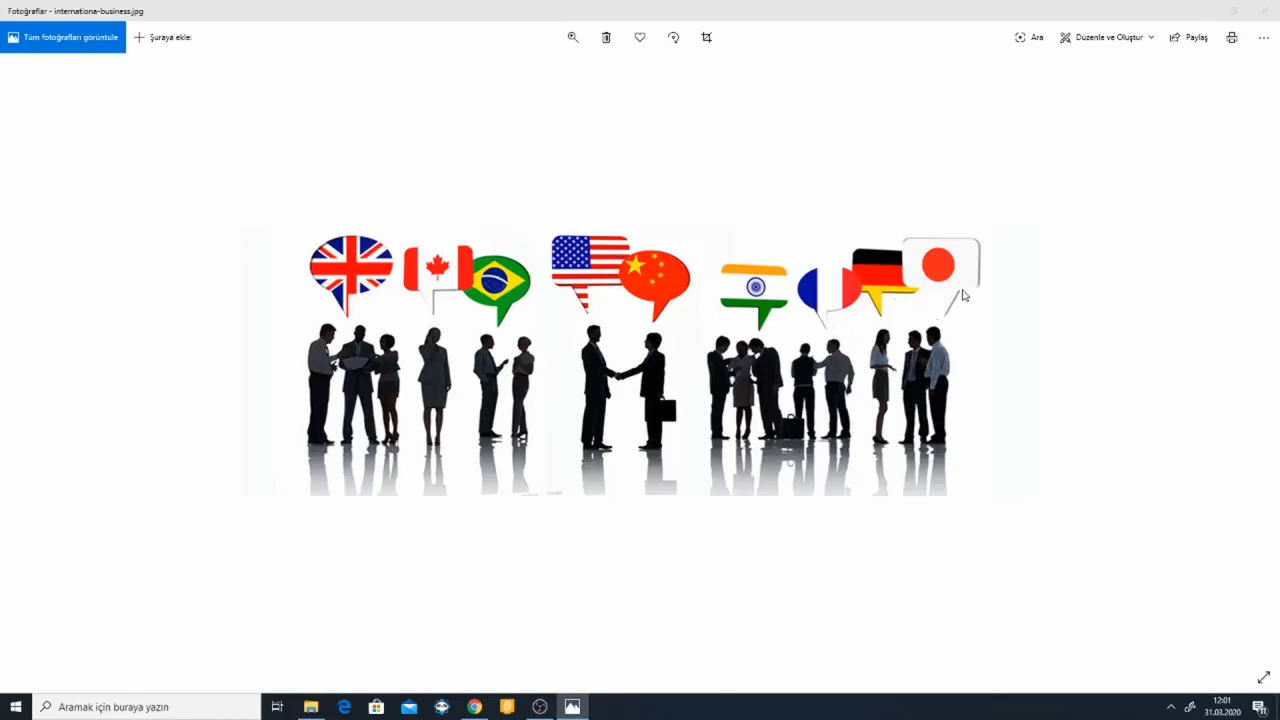 Fotoğraflar - internationa-business.jpg
Tüm fotoğrafları görüntüle
Şuraya ekle:
Ara
Düzenle ve Oluştur
Paylaş
Aramak için buraya yazın
12:01
31.03.2020
11